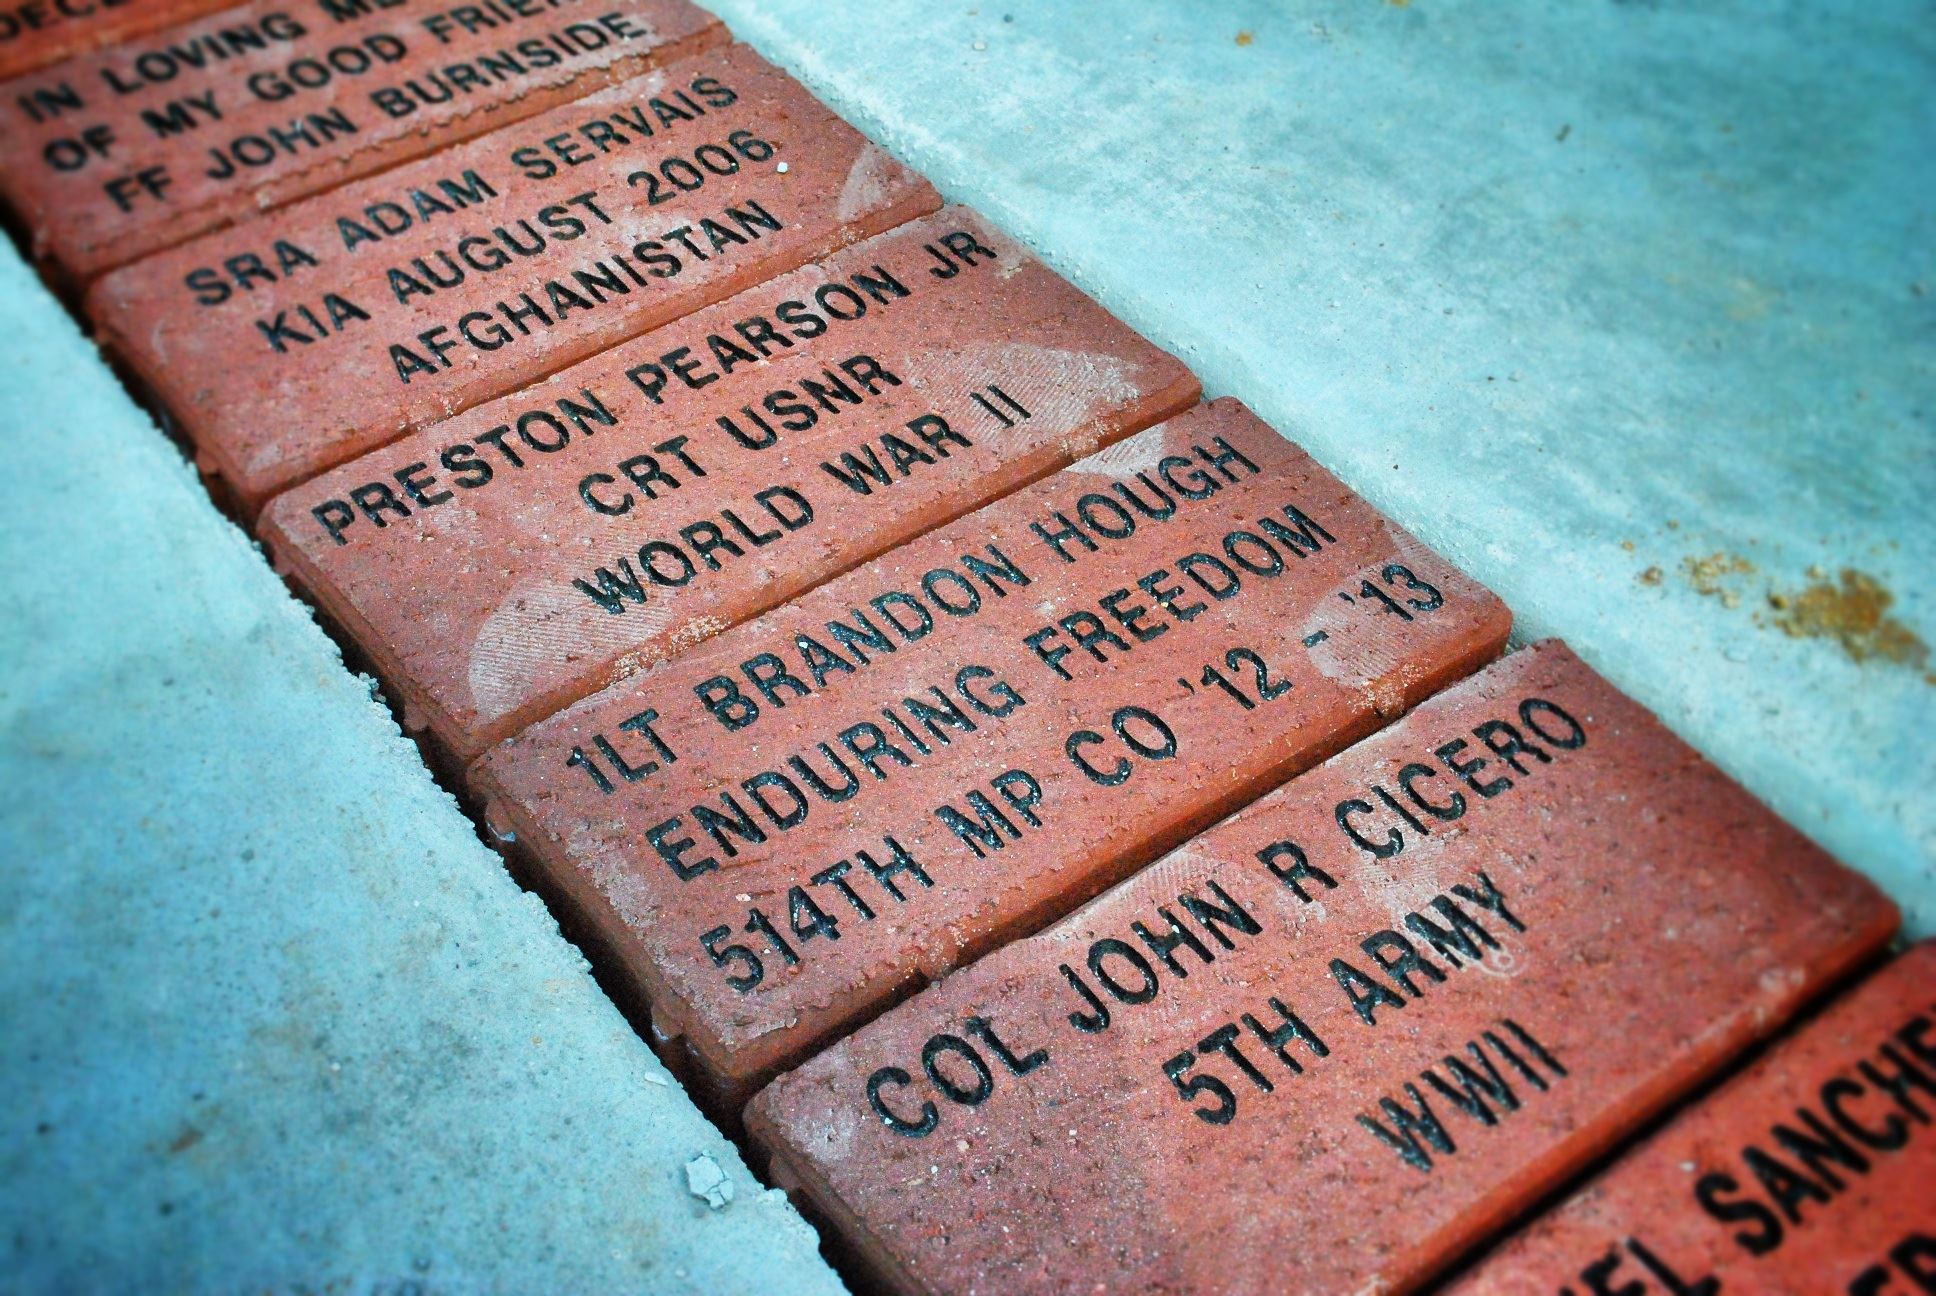 IN LOVING
OF MY GOOD
FF JOHN BURNSIDE
SRA ADAM SERVAIS
KIA AUGUST 2006
AFGHANISTAN
PRESTON PEARSON JR
CRT USNR
WORLD WAR II
1LT BRANDON HOUGH
ENDURING FREEDOM
514TH MP CO '12 - '13
COL JOHN R CICERO
5TH ARMY
WWII